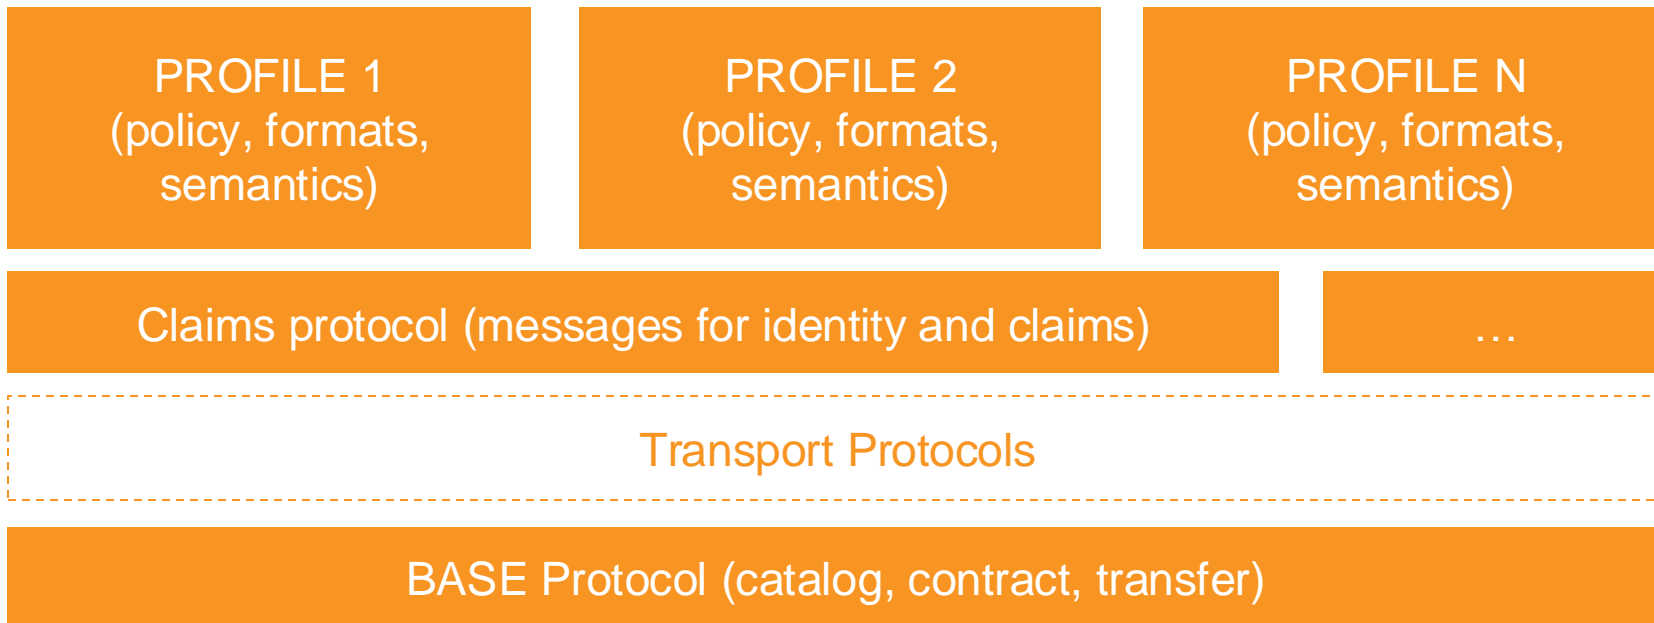 PROFILE 1
(policy, formats,
semantics)
PROFILE 2
(policy, formats,
semantics)
PROFILE N
(policy, formats,
semantics)
Claims protocol (messages for identity and claims)
…
Transport Protocols
BASE Protocol (catalog, contract, transfer)